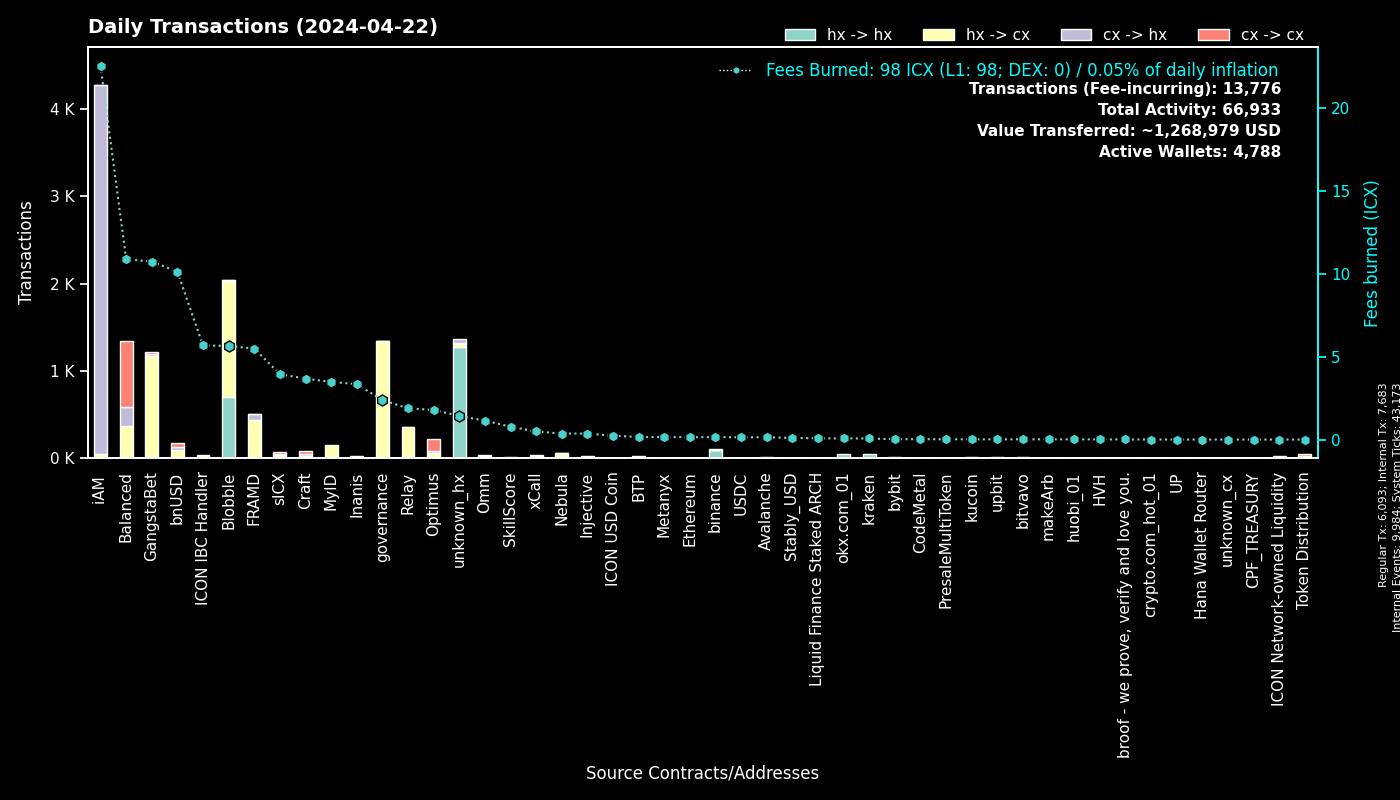 Daily Transactions (2024-04-22)
hx -> hx
hx -> cx
cx -> hx
cx -> cx
Fees Burned: 98 ICX (L1: 98; DEX: 0) / 0.05% of daily inflation
Transactions (Fee-incurring): 13,776
Total Activity: 66,933
Value Transferred: ~1,268,979 USD
Active Wallets: 4,788
Transactions
4 K
3 K
2 K
1 K
0 K
20
15
10
5
0
Fees burned (ICX)
Regular Tx: 6,093; Internal Tx: 7,683
Internal Events: 9,984; System Ticks: 43,173
iAM
Balanced
GangstaBet
bnUSD
ICON IBC Handler
Blobble
FRAMD
sICX
Craft
MyID
Inanis
governance
Relay
Optimus
unknown_hx
Omm
SkillScore
xCall
Nebula
Injective
ICON USD Coin
BTP
Metanyx
Ethereum
binance
USDC
Avalanche
Stably_USD
Liquid Finance Staked ARCH
okx.com_01
kraken
bybit
CodeMetal
PresaleMultiToken
kucoin
upbit
bitvavo
makeArb
huobi_01
HVH
broof - we prove, verify and love you.
crypto.com_hot_01
UP
Hana Wallet Router
unknown_cx
CPF_TREASURY
ICON Network-owned Liquidity
Token Distribution
Source Contracts/Addresses